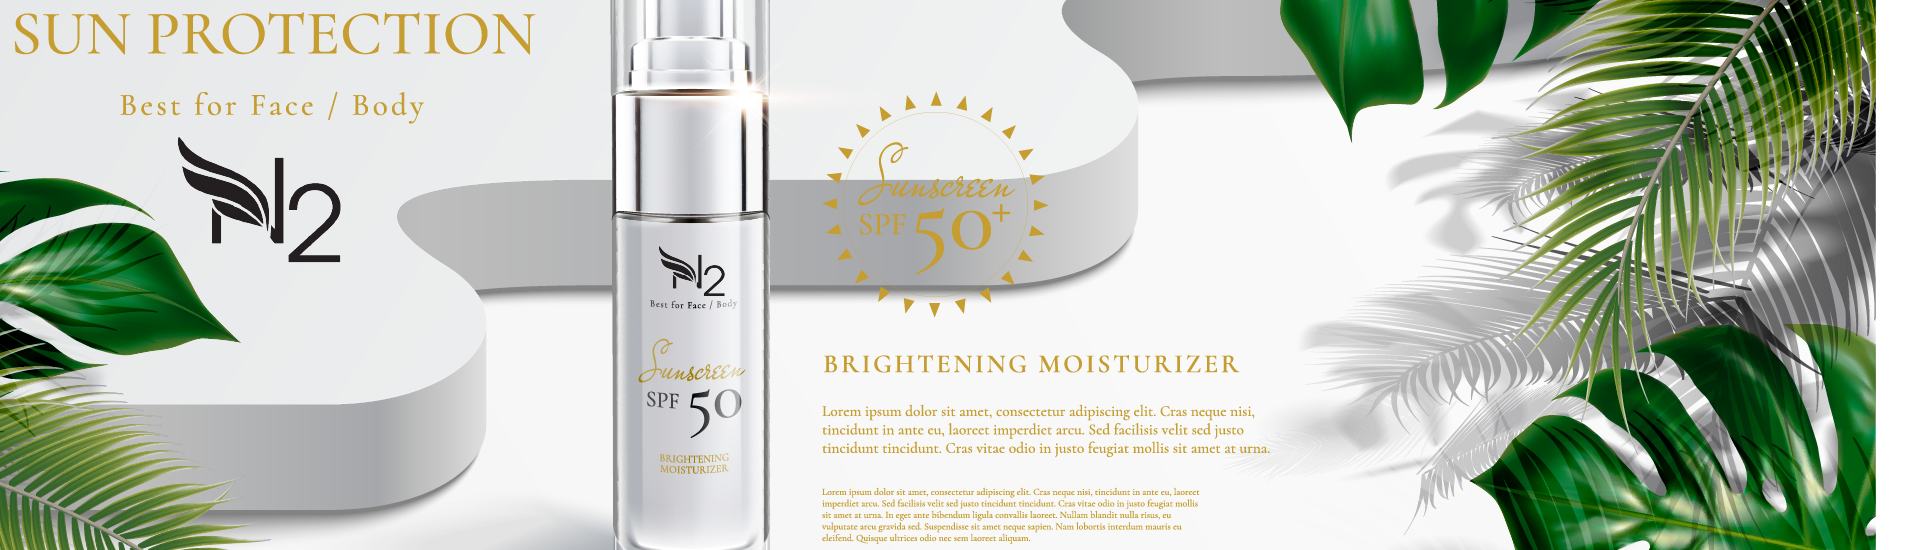 SUN PROTECTION
Best for Face / Body
N2
N2
Best for Face / Body
Sunscreen
SPF 50
BRIGHTENING
MOISTURIZER
Sunscreen
SPF 50+
BRIGHTENING MOISTURIZER
Lorem ipsum dolor sit amet, consectetur adipiscing elit. Cras neque nisi,
tincidunt in ante eu, laoreet imperdiet arcu. Sed facilisis velit sed justo
tincidunt tincidunt. Cras vitae odio in justo feugiat mollis sit amet at urna.
Lorem ipsum dolor sit amet, consectetur adipiscing elit. Cras neque nisi, tincidunt in ante eu, laoreet
imperdiet arcu. Sed facilisis velit sed justo tincidunt tincidunt. Cras vitae odio in justo feugiat mollis
sit amet at urna. In eget ante bibendum ligula convallis laoreet. Nullam blandit nulla risus, eu
vulputate arcu gravida sed. Suspendisse sit amet neque sapien. Nam lobortis interdum mauris eu
eleifend. Quisque ultrices odio nec sem laoreet aliquam.